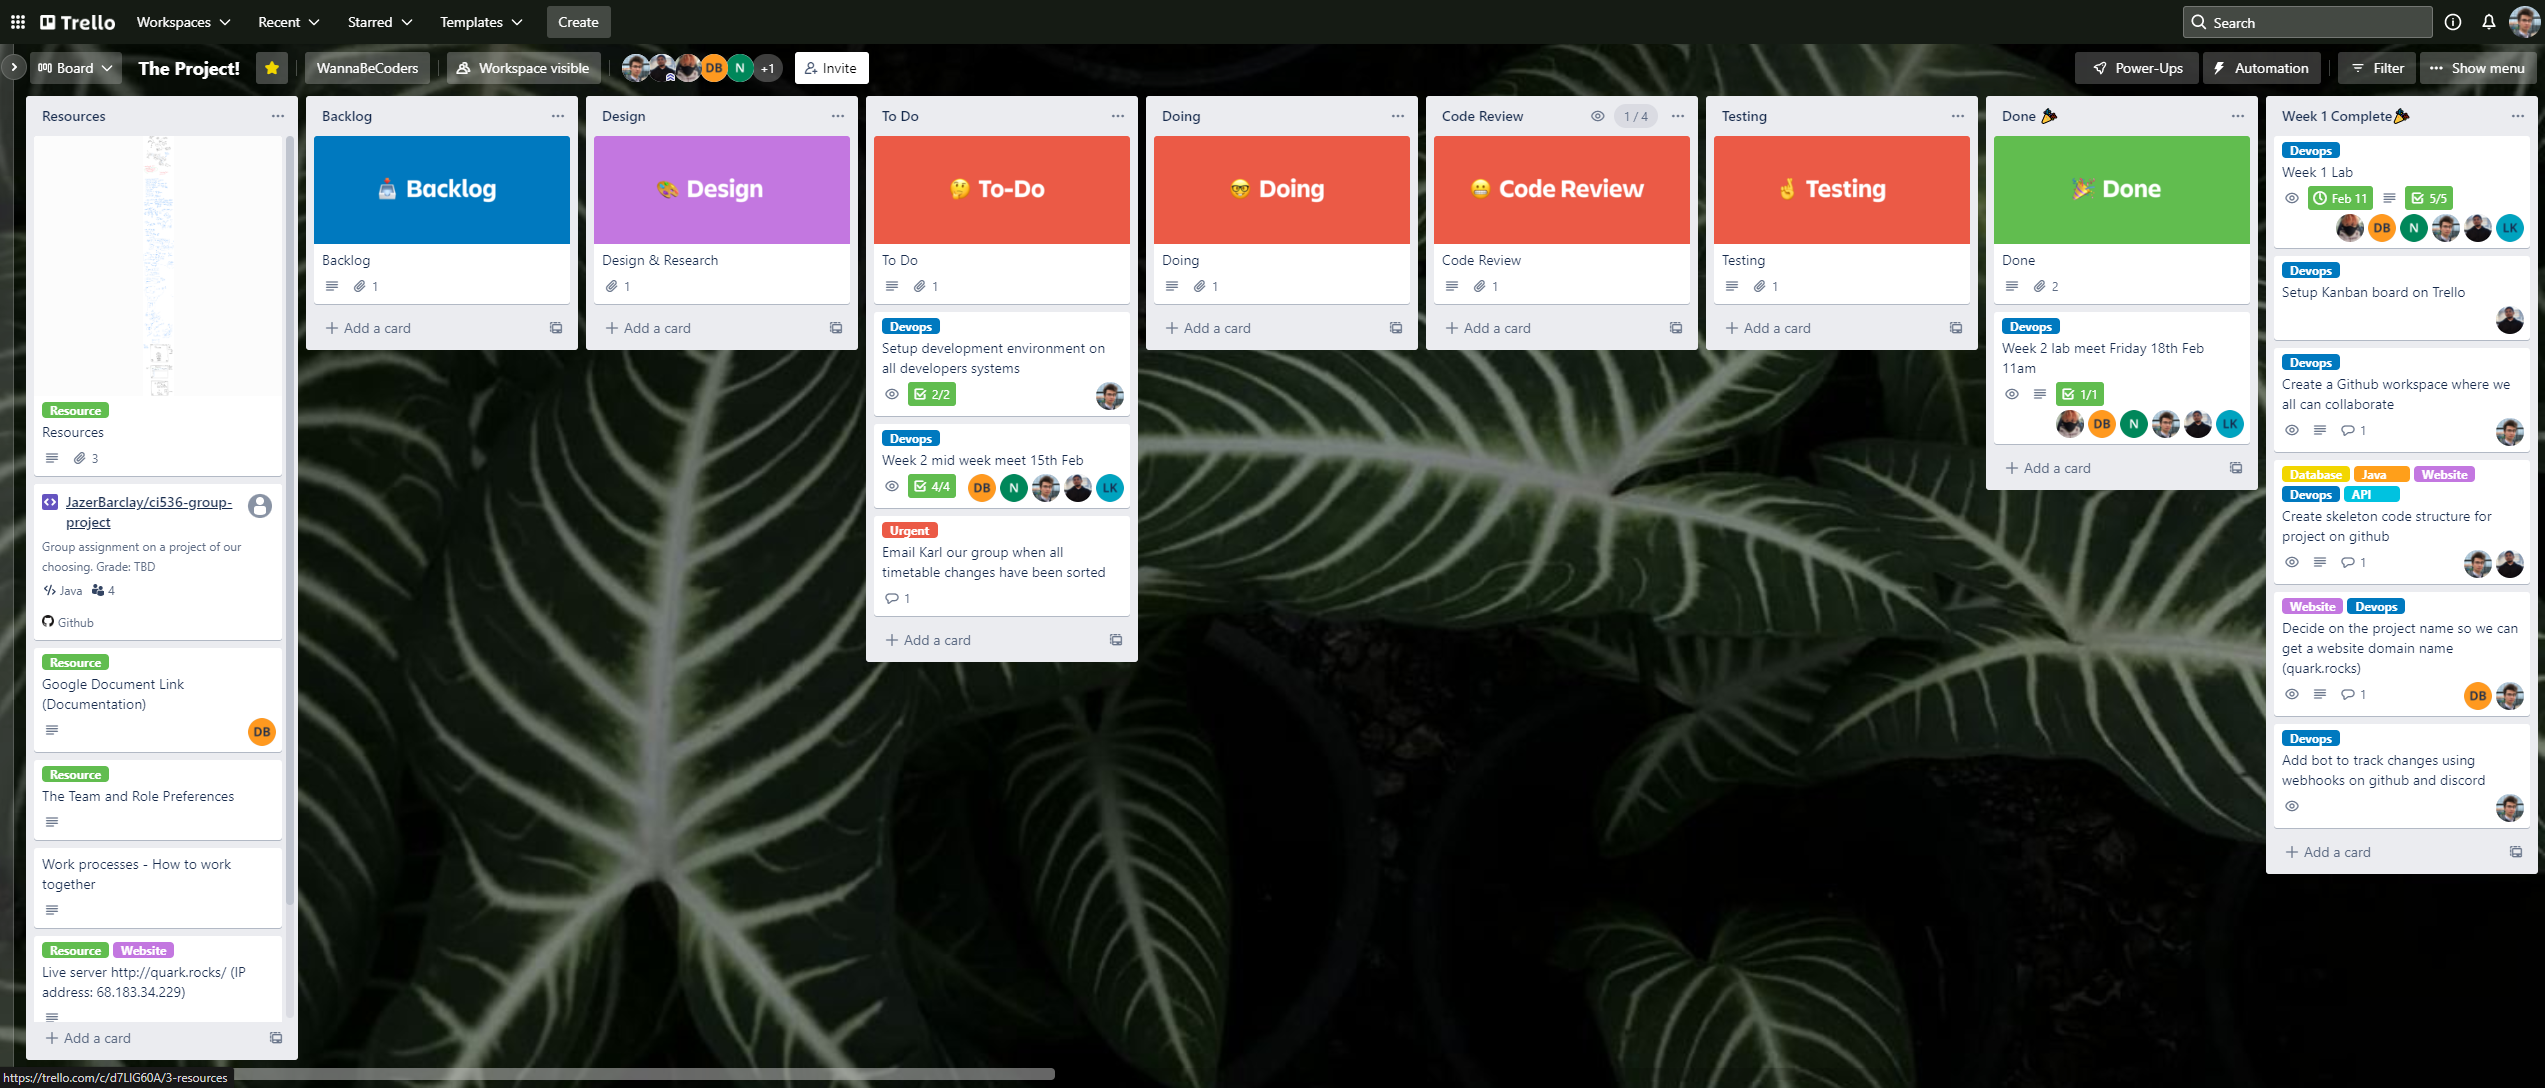 Trello
Workspaces
Recent
Starred
Templates
Create
Search
Board
The Project!
WannaBeCoders
Workspace visible
DB
N
+1
Invite
Power-Ups
Automation
Filter
Show menu
Resources
Resource
Resources
3
JazerBarclay/ci536-group-
project
Group assignment on a project of our
choosing. Grade: TBD
Java 4
Github
Resource
Google Document Link
(Documentation)
DB
Resource
The Team and Role Preferences
Work processes - How to work
together
Resource Website
Live server http://quark.rocks/ (IP
address: 68.183.34.229)
Add a card
Backlog
Backlog
Backlog
1
Add a card
Design
Design
Design & Research
1
Add a card
To Do
To-Do
To Do
1
Devops
Setup development environment on
all developers systems
2/2
Devops
Week 2 mid week meet 15th Feb
4/4 DB N LK
Urgent
Email Karl our group when all
timetable changes have been sorted
1
Add a card
Doing
Doing
Doing
1
Add a card
Code Review 1 / 4
Code Review
Code Review
1
Add a card
Testing
Testing
Testing
1
Add a card
Done
Done
Done
2
Devops
Week 2 lab meet Friday 18th Feb
11am
1/1
DB N LK
Add a card
Week 1 Complete
Devops
Week 1 Lab
Feb 11 5/5
DB N LK
Devops
Setup Kanban board on Trello
Devops
Create a Github workspace where we
all can collaborate
1
Database Java Website
Devops API
Create skeleton code structure for
project on github
1
Website Devops
Decide on the project name so we can
get a website domain name
(quark.rocks)
1 DB
Devops
Add bot to track changes using
webhooks on github and discord
Add a card
https://trello.com/c/d7LIG60A/3-resources